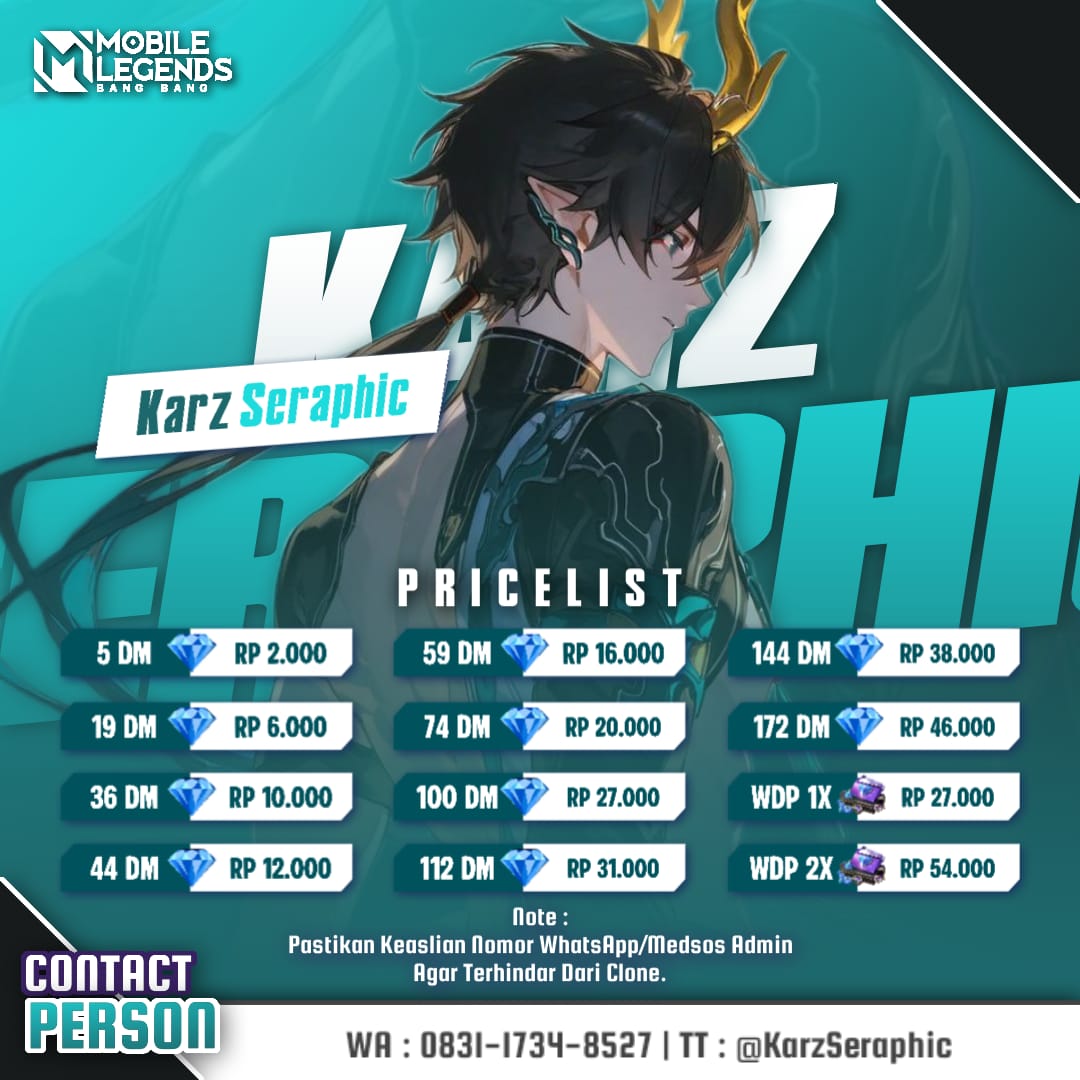 MOBILE
LEGENDS
BANG BANG
KARZ
SERAPHIC
Karz Seraphic
PRICELIST
5 DM RP 2.000
59 DM RP 16.000
144 DM RP 38.000
19 DM RP 6.000
74 DM RP 20.000
172 DM RP 46.000
36 DM RP 10.000
100 DM RP 27.000
WDP 1X RP 27.000
44 DM RP 12.000
112 DM RP 31.000
WDP 2X RP 54.000
Note :
Pastikan Keaslian Nomor WhatsApp/Medsos Admin
Agar Terhindar Dari Clone.
CONTACT
PERSON
WA : 0831-1734-8527 | TT : @KarzSeraphic